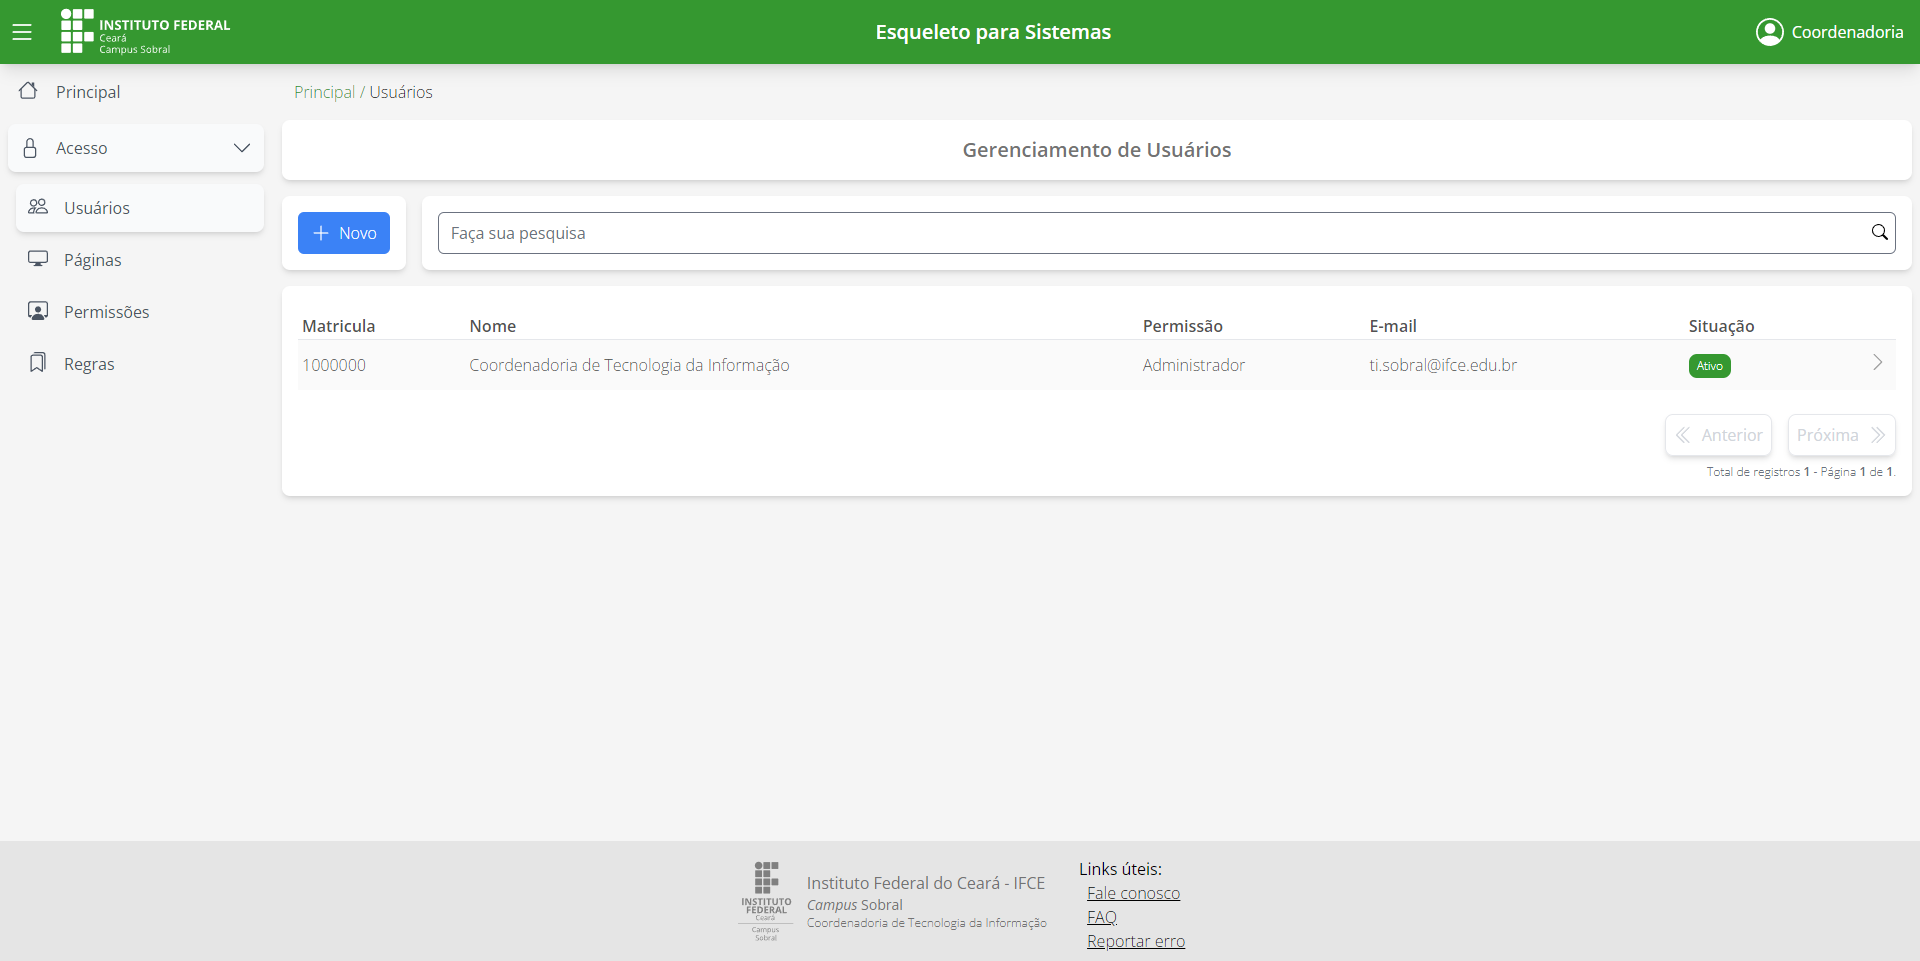 INSTITUTO FEDERAL
Ceará
Campus Sobral
Esqueleto para Sistemas
Coordenadoria
Principal
Acesso
Usuários
Páginas
Permissões
Regras
Principal / Usuários
Gerenciamento de Usuários
Novo
Faça sua pesquisa
Matricula Nome Permissão E-mail Situação
1000000 Coordenadoria de Tecnologia da Informação Administrador ti.sobral@ifce.edu.br Ativo
Anterior Próxima
Total de registros 1 - Página 1 de 1.
INSTITUTO
FEDERAL
Ceará
Campus
Sobral
Instituto Federal do Ceará - IFCE
Campus Sobral
Coordenadoria de Tecnologia da Informação
Links úteis:
Fale conosco
FAQ
Reportar erro